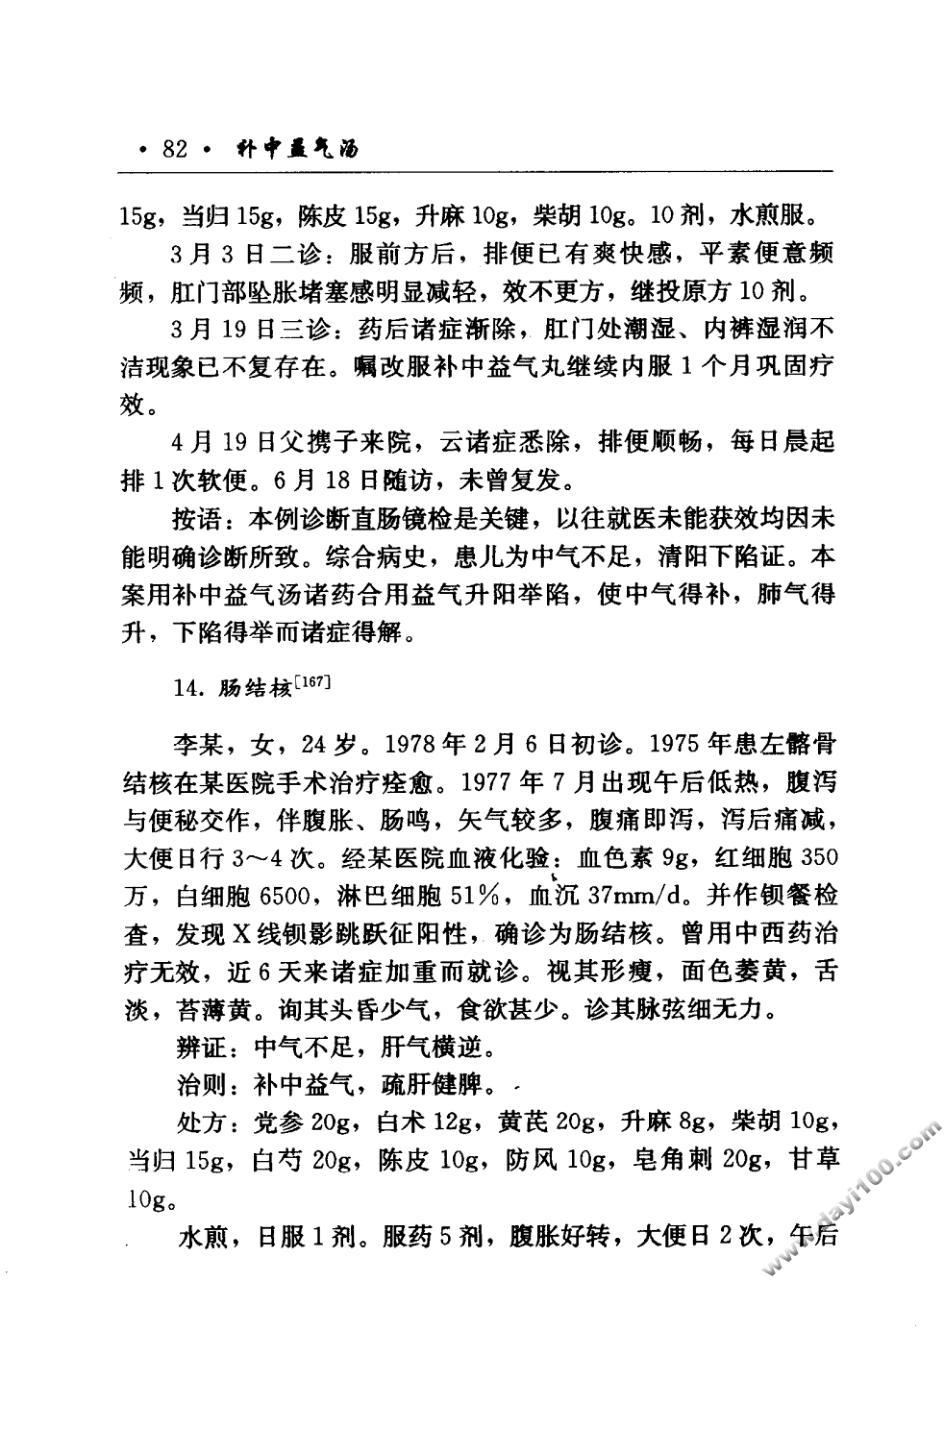 · 82 · 补中益气汤
15g，当归 15g，陈皮 15g，升麻 10g，柴胡 10g。10 剂，水煎服。
3 月 3 日二诊：服前方后，排便已有爽快感，平素便意频
频，肛门部坠胀堵塞感明显减轻，效不更方，继投原方 10 剂。
3 月 19 日三诊：药后诸症渐除，肛门处潮湿、内裤湿润不
洁现象已不复存在。嘱改服补中益气丸继续内服 1 个月巩固疗
效。
4 月 19 日父携子来院，云诸症悉除，排便顺畅，每日晨起
排 1 次软便。6 月 18 日随访，未曾复发。
按语：本例诊断直肠镜检是关键，以往就医未能获效均因未
能明确诊断所致。综合病史，患儿为中气不足，清阳下陷证。本
案用补中益气汤诸药合用益气升阳举陷，使中气得补，肺气得
升，下陷得举而诸症得解。
14. 肠结核[167]
李某，女，24 岁。1978 年 2 月 6 日初诊。1975 年患左髂骨
结核在某医院手术治疗痊愈。1977 年 7 月出现午后低热，腹泻
与便秘交作，伴腹胀、肠鸣，矢气较多，腹痛即泻，泻后痛减，
大便日行 3～4 次。经某医院血液化验：血色素 9g，红细胞 350
万，白细胞 6500，淋巴细胞 51%，血沉 37mm/d。并作钡餐检
查，发现 X 线钡影跳跃征阳性，确诊为肠结核。曾用中西药治
疗无效，近 6 天来诸症加重而就诊。视其形瘦，面色萎黄，舌
淡，苔薄黄。询其头昏少气，食欲甚少。诊其脉弦细无力。
辨证：中气不足，肝气横逆。
治则：补中益气，疏肝健脾。
处方：党参 20g，白术 12g，黄芪 20g，升麻 8g，柴胡 10g，
当归 15g，白芍 20g，陈皮 10g，防风 10g，皂角刺 20g，甘草
10g。
水煎，日服 1 剂。服药 5 剂，腹胀好转，大便日 2 次，午后
www.dayi100.com